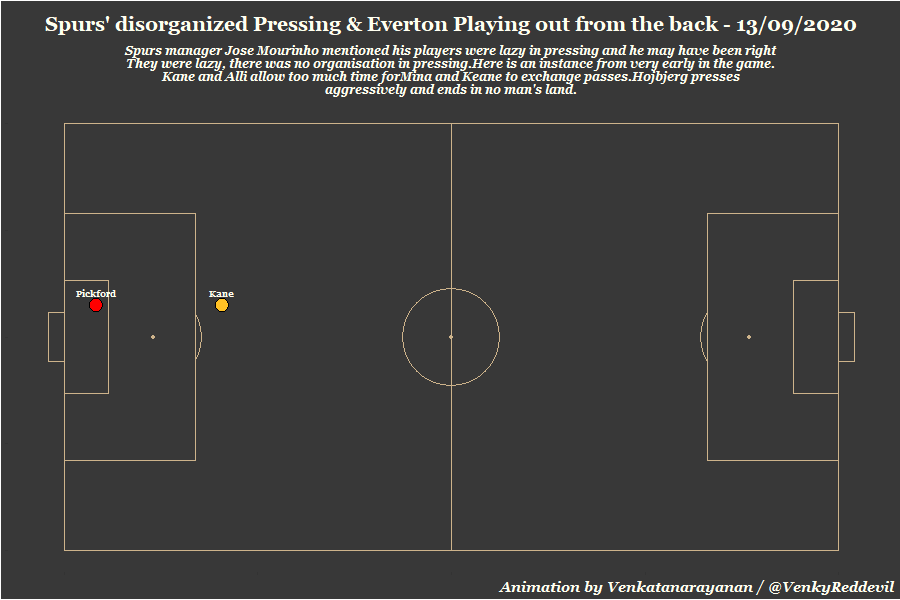 Spurs' disorganized Pressing & Everton Playing out from the back - 13/09/2020
Spurs manager Jose Mourinho mentioned his players were lazy in pressing and he may have been right
They were lazy, there was no organisation in pressing.Here is an instance from very early in the game.
Kane and Alli allow too much time forMina and Keane to exchange passes.Hojbjerg presses
aggressively and ends in no man's land.
Pickford
Kane
Animation by Venkatanarayanan / @VenkyReddevil